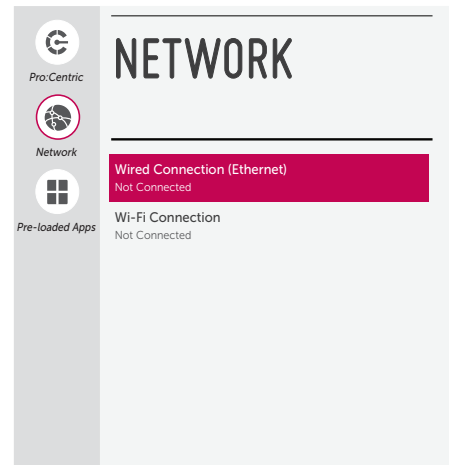 Pro:Centric
Network
Pre-loaded Apps
NETWORK
Wired Connection (Ethernet)
Not Connected
Wi-Fi Connection
Not Connected